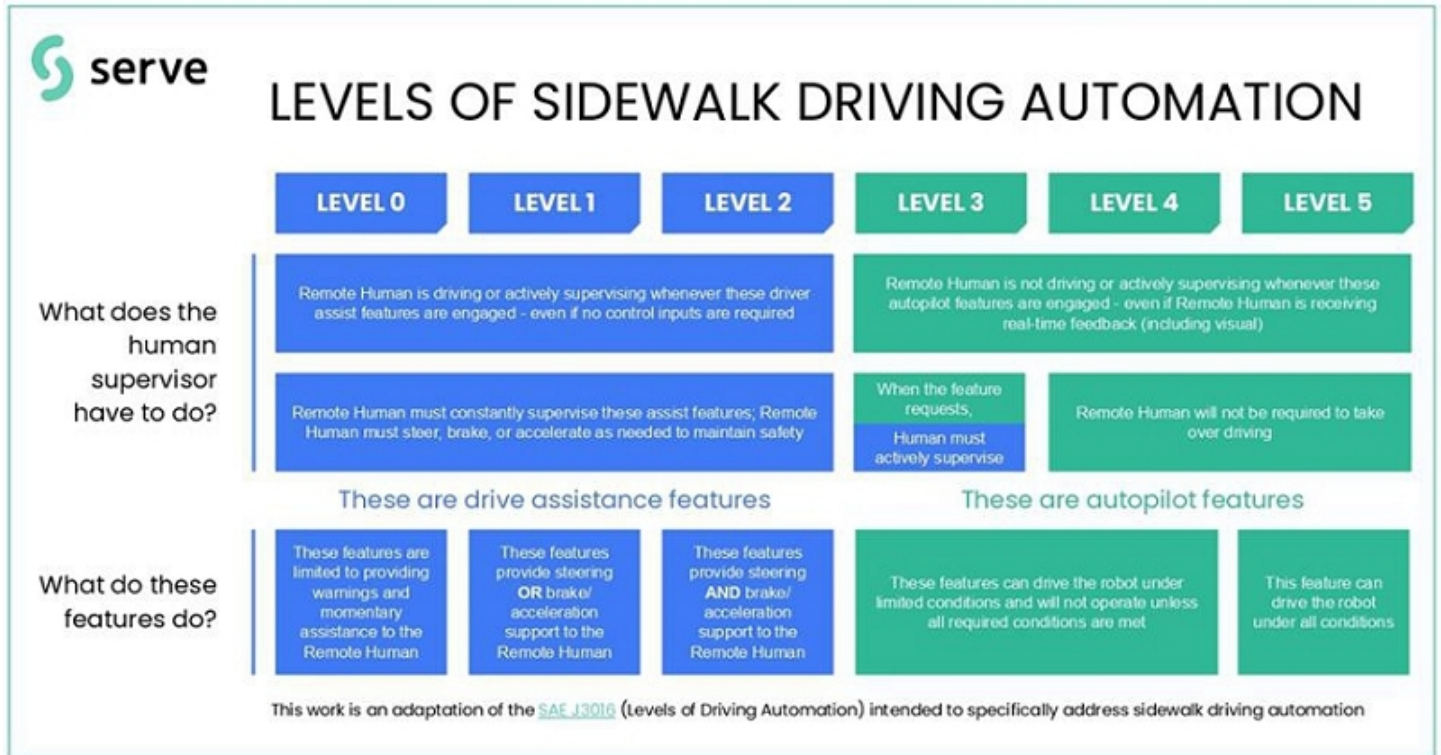 serve
LEVELS OF SIDEWALK DRIVING AUTOMATION
LEVEL 0
LEVEL 1
LEVEL 2
LEVEL 3
LEVEL 4
LEVEL 5
What does the
human
supervisor
have to do?
Remote Human is driving or actively supervising whenever these driver
assist features are engaged - even if no control inputs are required
Remote Human is not driving or actively supervising whenever these
autopilot features are engaged - even if Remote Human is receiving
real-time feedback (including visual)
Remote Human must constantly supervise these assist features; Remote
Human must steer, brake, or accelerate as needed to maintain safety
When the feature
requests,
Human must
actively supervise
Remote Human will not be required to take
over driving
These are drive assistance features
These are autopilot features
What do these
features do?
These features are
limited to providing
warnings and
momentary
assistance to the
Remote Human
These features
provide steering
OR brake/
acceleration
support to the
Remote Human
These features
provide steering
AND brake/
acceleration
support to the
Remote Human
These features can drive the robot under
limited conditions and will not operate unless
all required conditions are met
This feature can
drive the robot
under all conditions
This work is an adaptation of the SAE J3016 (Levels of Driving Automation) intended to specifically address sidewalk driving automation